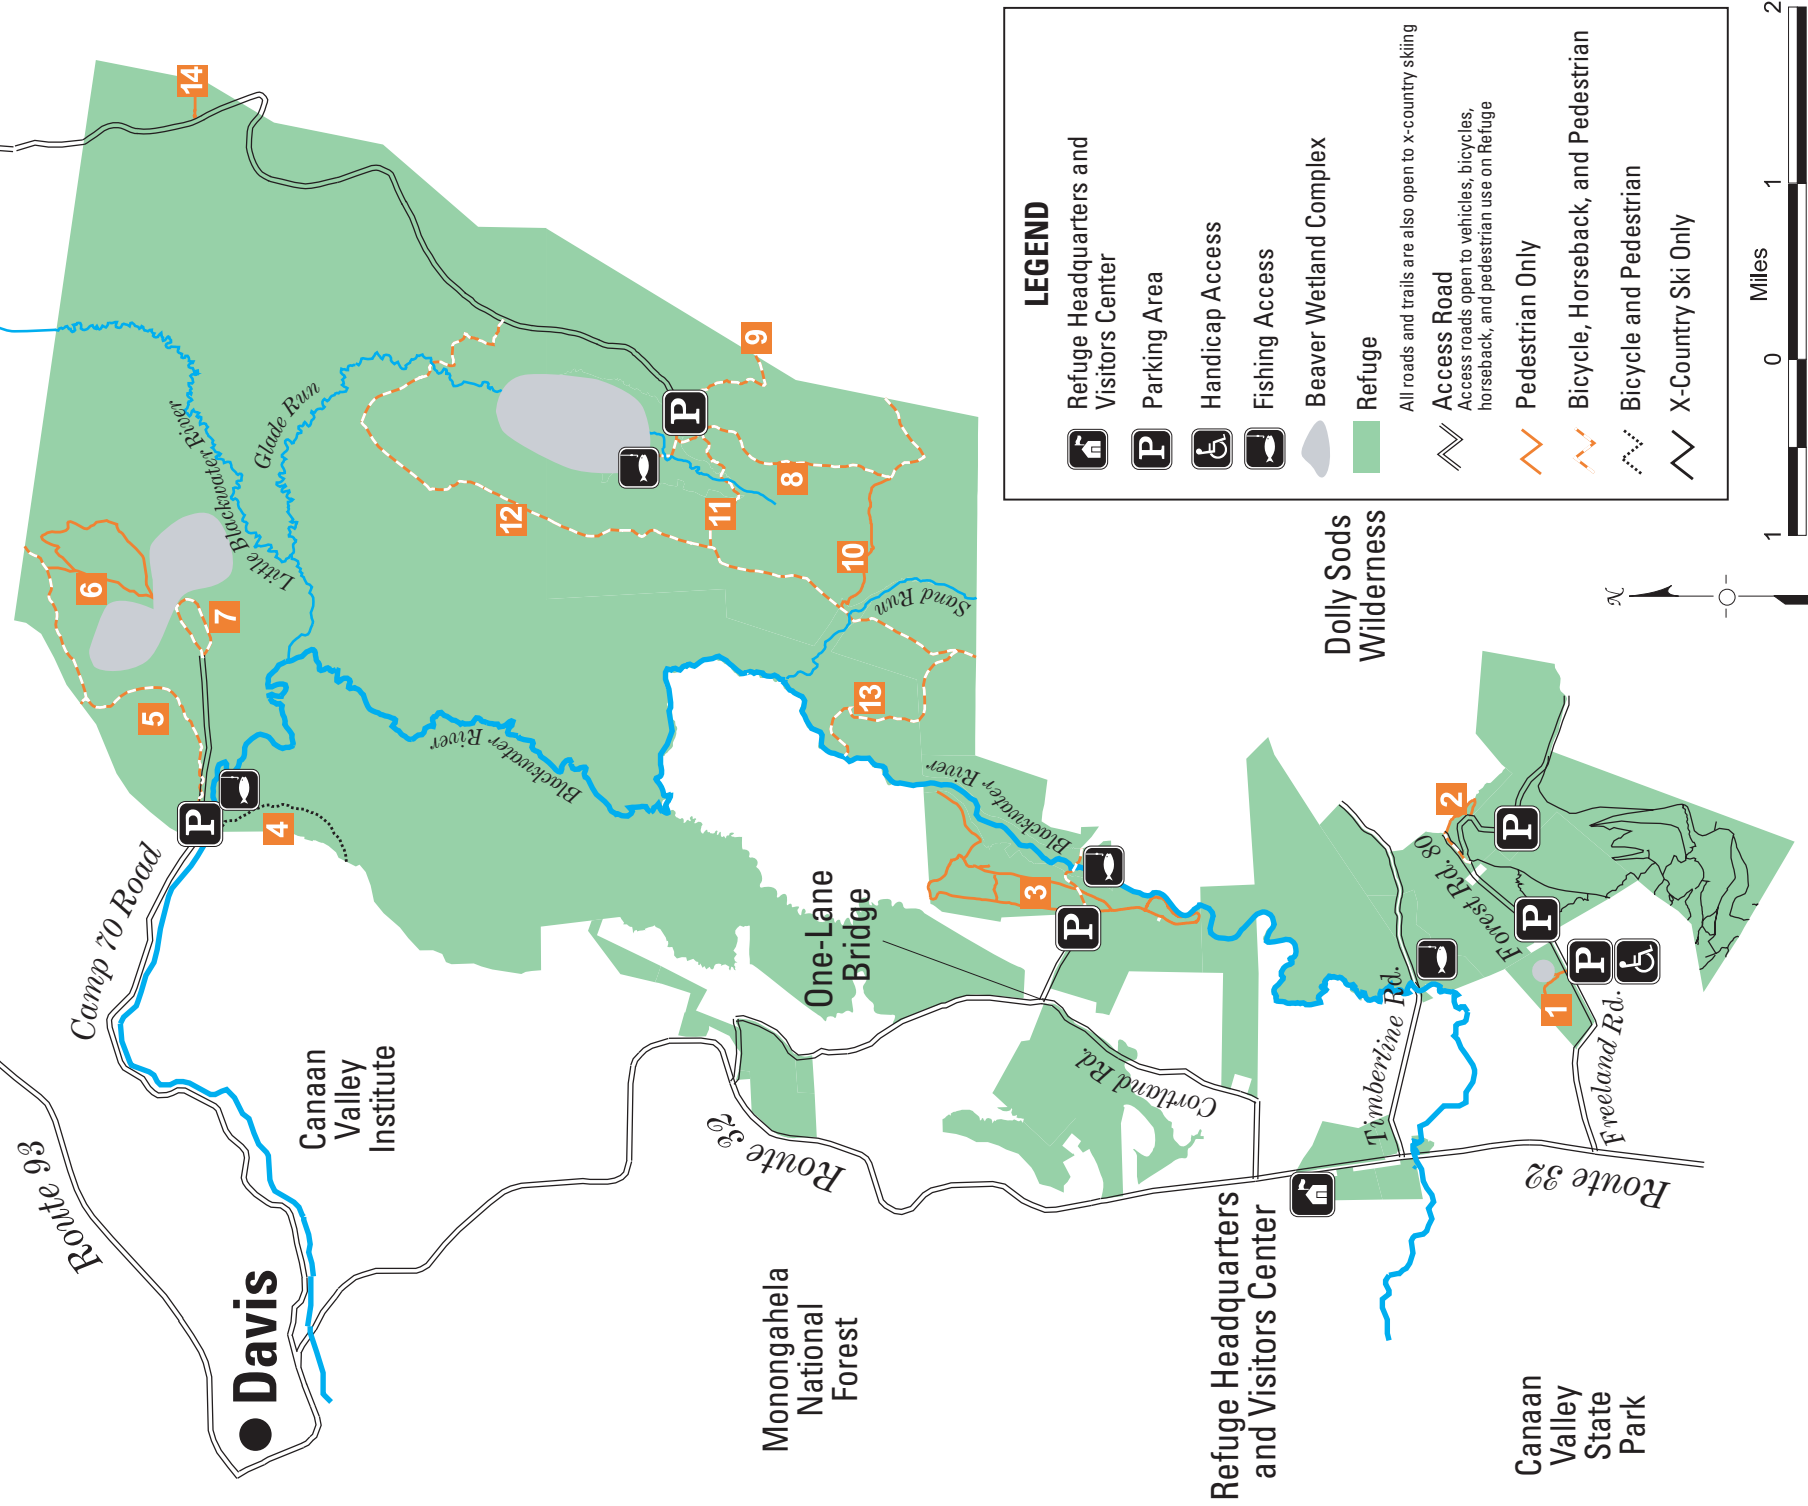 LEGEND
Refuge Headquarters and
Visitors Center
P
Parking Area
Handicap Access
Fishing Access
Beaver Wetland Complex
Refuge
All roads and trails are also open to x-country skiing
Access Road
Access roads open to vehicles, bicycles,
horseback, and pedestrian use on Refuge
Pedestrian Only
Bicycle, Horseback, and Pedestrian
Bicycle and Pedestrian
X-Country Ski Only
1
0
1
2
Miles
N
Route 93
Davis
Camp 70 Road
Canaan
Valley
Institute
P
4
5
6
7
14
Little Blackwater River
Glade Run
Blackwater River
Blackwater River
12
P
9
8
11
10
Sand Run
13
Blackwater River
Blackwater River
3
P
One-Lane
Bridge
Route 32
Cortland Rd.
Monongahela
National
Forest
Refuge Headquarters
and Visitors Center
Dolly Sods
Wilderness
Timberline Rd.
Forest Rd. 80
2
P
P
P
1
Freeland Rd.
Route 32
Canaan
Valley
State
Park